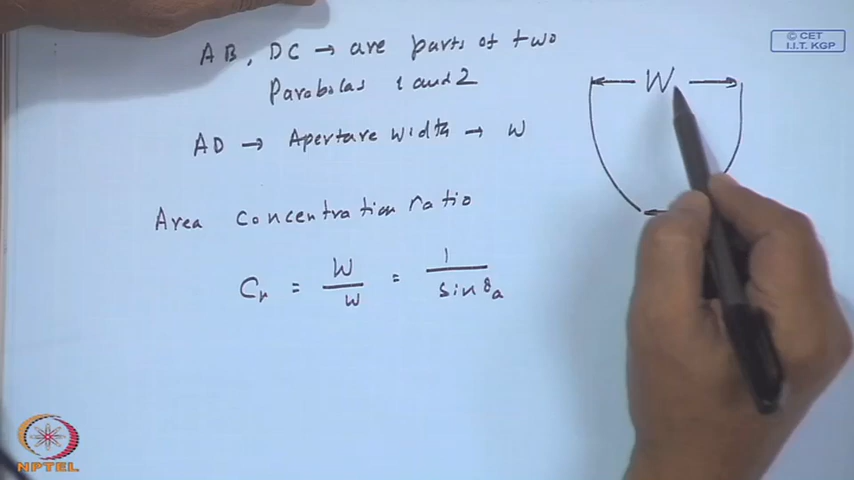 AB, DC → are parts of two
Parabolas 1 and 2
AD → Aperture width → W
Area concentration ratio
Cr = W / w = 1 / sin θa
W
© CET
I.I.T. KGP
NPTEL